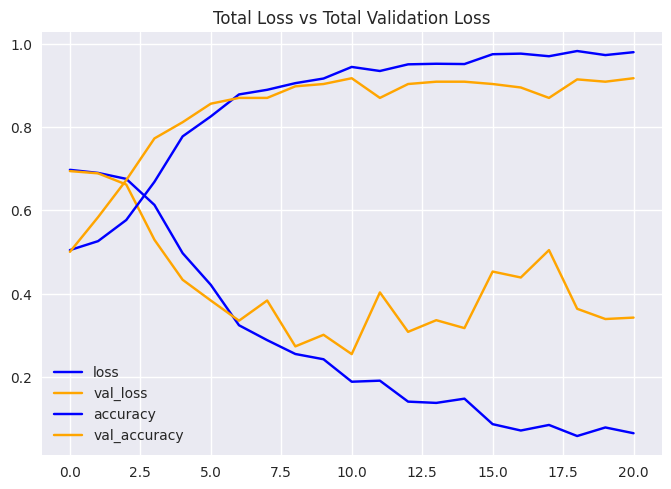 Total Loss vs Total Validation Loss
1.0
0.8
0.6
0.4
0.2
loss
val_loss
accuracy
val_accuracy
0.0 2.5 5.0 7.5 10.0 12.5 15.0 17.5 20.0